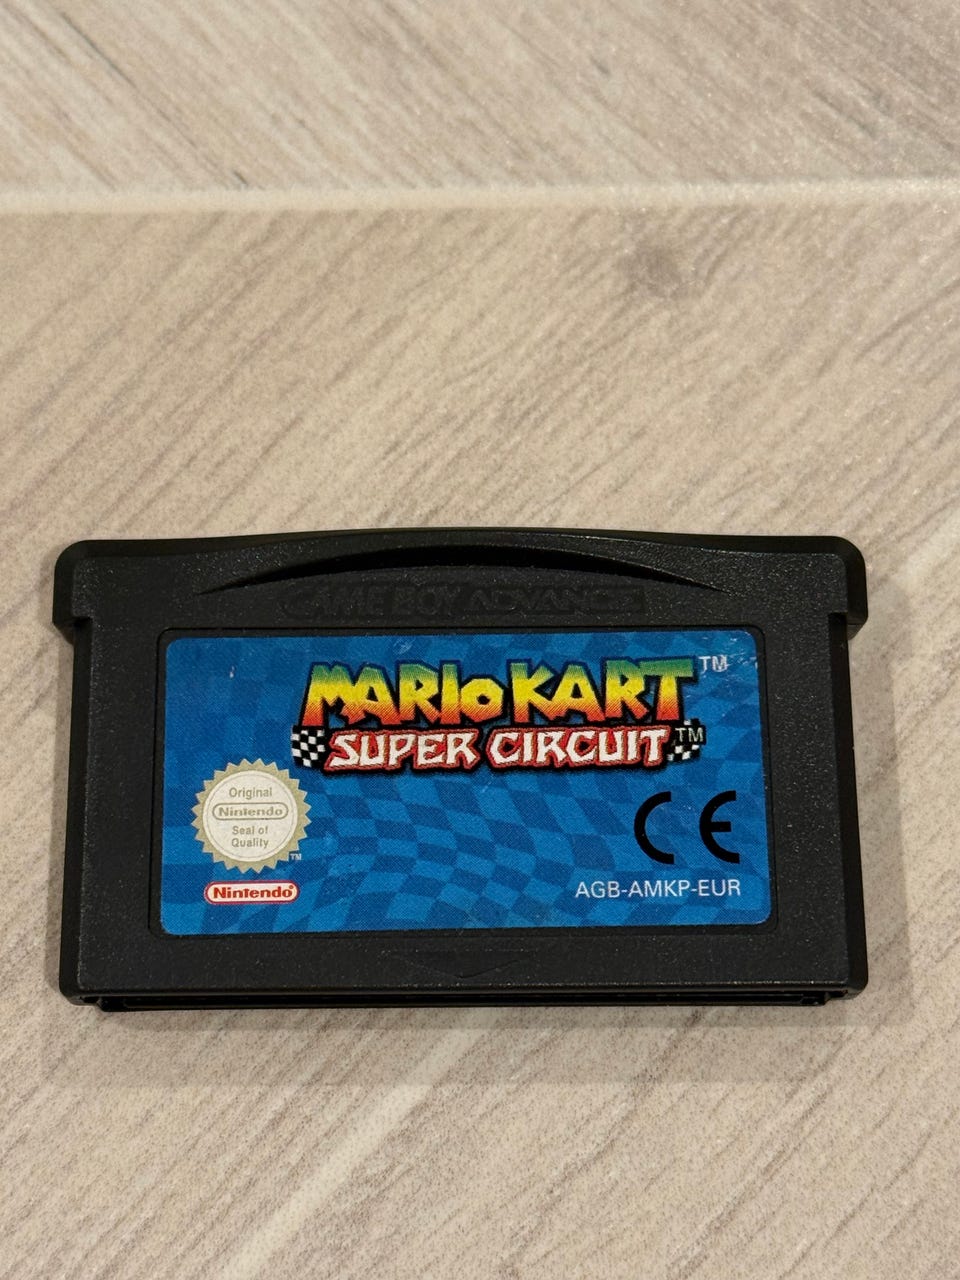 GAME BOY ADVANCE
MARIO KART™
SUPER CIRCUIT™
Original
Nintendo
Seal of
Quality
TM
Nintendo®
CE
AGB-AMKP-EUR